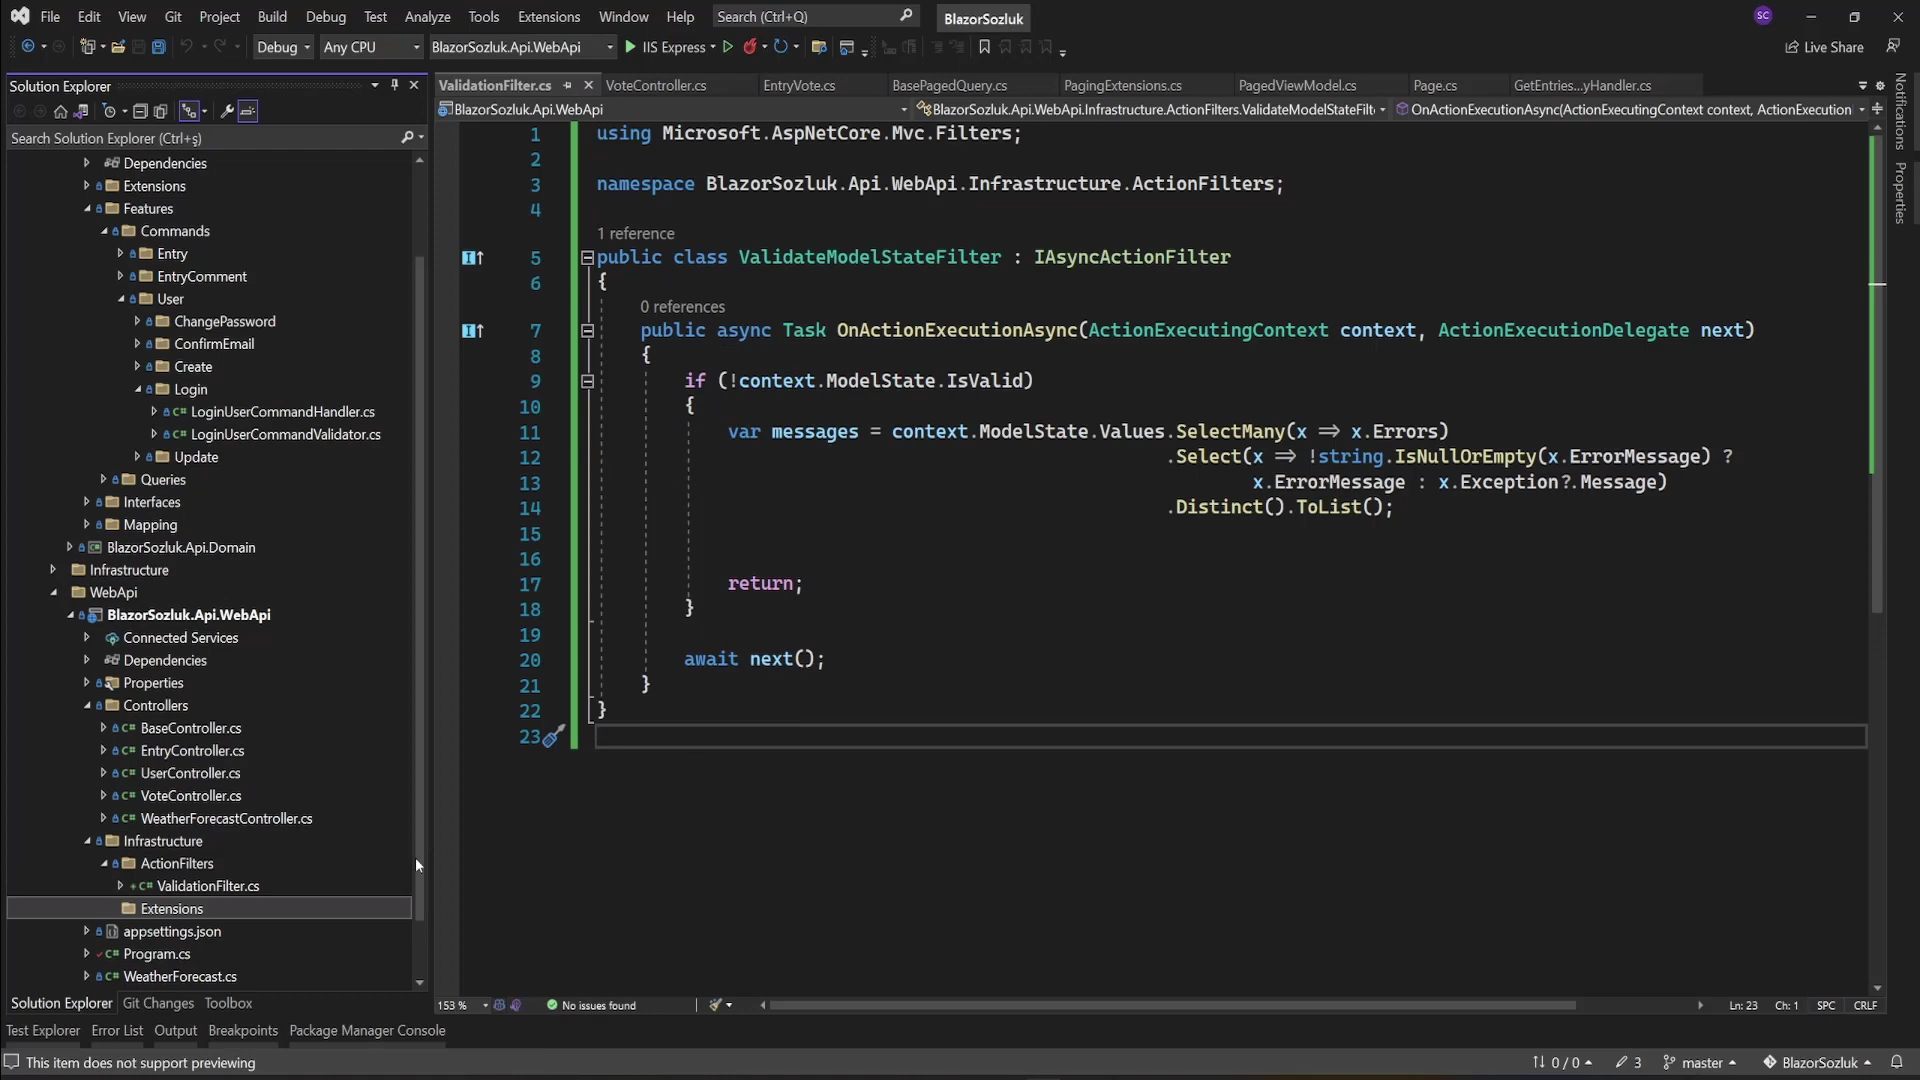 File Edit View Git Project Build Debug Test Analyze Tools Extensions Window Help Search (Ctrl+Q) BlazorSozluk SC
Debug Any CPU BlazorSozluk.Api.WebApi IIS Express Live Share
Solution Explorer
Search Solution Explorer (Ctrl+ş)
Dependencies
Extensions
Features
Commands
Entry
EntryComment
User
ChangePassword
ConfirmEmail
Create
Login
LoginUserCommandHandler.cs
LoginUserCommandValidator.cs
Update
Queries
Interfaces
Mapping
BlazorSozluk.Api.Domain
Infrastructure
WebApi
BlazorSozluk.Api.WebApi
Connected Services
Dependencies
Properties
Controllers
BaseController.cs
EntryController.cs
UserController.cs
VoteController.cs
WeatherForecastController.cs
Infrastructure
ActionFilters
ValidationFilter.cs
Extensions
appsettings.json
Program.cs
WeatherForecast.cs
Solution Explorer Git Changes Toolbox
ValidationFilter.cs VoteController.cs EntryVote.cs BasePagedQuery.cs PagingExtensions.cs PagedViewModel.cs Page.cs GetEntries...yHandler.cs
BlazorSozluk.Api.WebApi BlazorSozluk.Api.WebApi.Infrastructure.ActionFilters.ValidateModelStateFilt OnActionExecutionAsync(ActionExecutingContext context, ActionExecution
1 using Microsoft.AspNetCore.Mvc.Filters;
2
3 namespace BlazorSozluk.Api.WebApi.Infrastructure.ActionFilters;
4
1 reference
5 public class ValidateModelStateFilter : IAsyncActionFilter
6 {
0 references
7 public async Task OnActionExecutionAsync(ActionExecutingContext context, ActionExecutionDelegate next)
8 {
9 if (!context.ModelState.IsValid)
10 {
11 var messages = context.ModelState.Values.SelectMany(x => x.Errors)
12 .Select(x => !string.IsNullOrEmpty(x.ErrorMessage) ?
13 x.ErrorMessage : x.Exception?.Message)
14 .Distinct().ToList();
15
16
17 return;
18 }
19
20 await next();
21 }
22 }
23
153 % No issues found Ln: 23 Ch: 1 SPC CRLF
Notifications
Properties
Test Explorer Error List Output Breakpoints Package Manager Console
This item does not support previewing 0 / 0 3 master BlazorSozluk